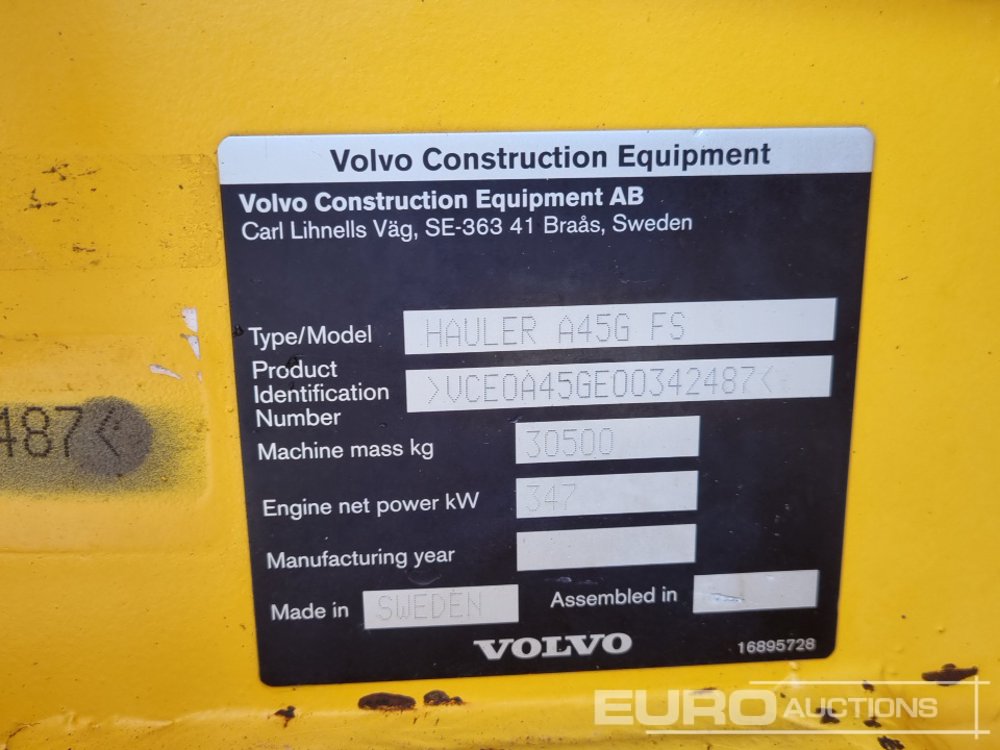 Volvo Construction Equipment
Volvo Construction Equipment AB
Carl Lihnells Väg, SE-363 41 Braås, Sweden
Type/Model HAULER A45G FS
Product
Identification
Number >VCE0A45GE00342487<
Machine mass kg 30500
Engine net power kW 347
Manufacturing year
Made in SWEDEN Assembled in
VOLVO 16895728
487<
EURO AUCTIONS